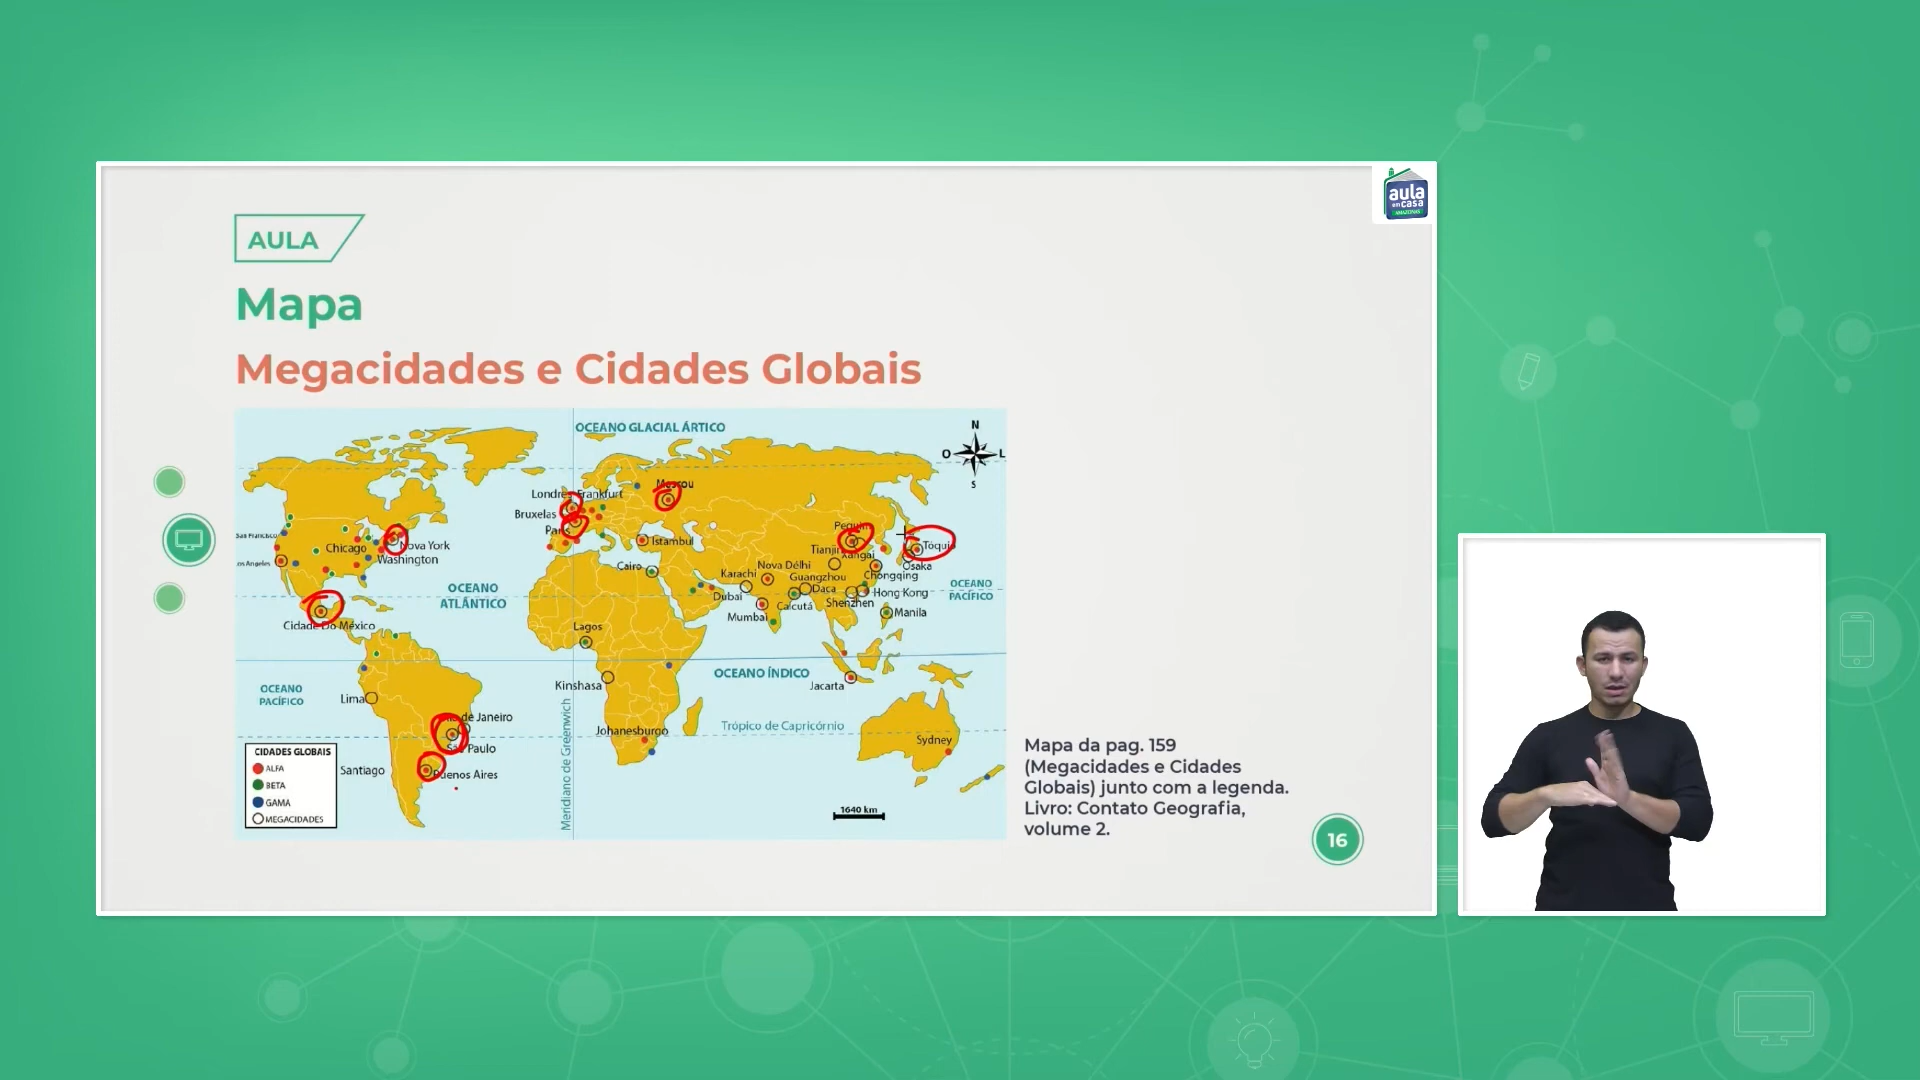 aula
em casa
AMAZONAS
AULA
Mapa
Megacidades e Cidades Globais
OCEANO GLACIAL ÁRTICO
N
O
L
S
Moscou
Londres
Frankfurt
Bruxelas
Paris
Istambul
Pequim
Tianjin
Xangai
Tóquio
Osaka
San Francisco
Los Angeles
Chicago
Nova York
Washington
Cairo
Karachi
Nova Délhi
Guangzhou
Chongqing
Daca
Hong Kong
Dubai
Calcutá
Shenzhen
Mumbai
Manila
OCEANO
ATLÂNTICO
OCEANO
PACÍFICO
Cidade Do México
Lagos
OCEANO ÍNDICO
Kinshasa
Jacarta
OCEANO
PACÍFICO
Lima
Rio de Janeiro
São Paulo
Johanesburgo
Trópico de Capricórnio
Sydney
Meridiano de Greenwich
Santiago
Buenos Aires
CIDADES GLOBAIS
ALFA
BETA
GAMA
MEGACIDADES
1640 km
Mapa da pag. 159
(Megacidades e Cidades
Globais) junto com a legenda.
Livro: Contato Geografia,
volume 2.
16